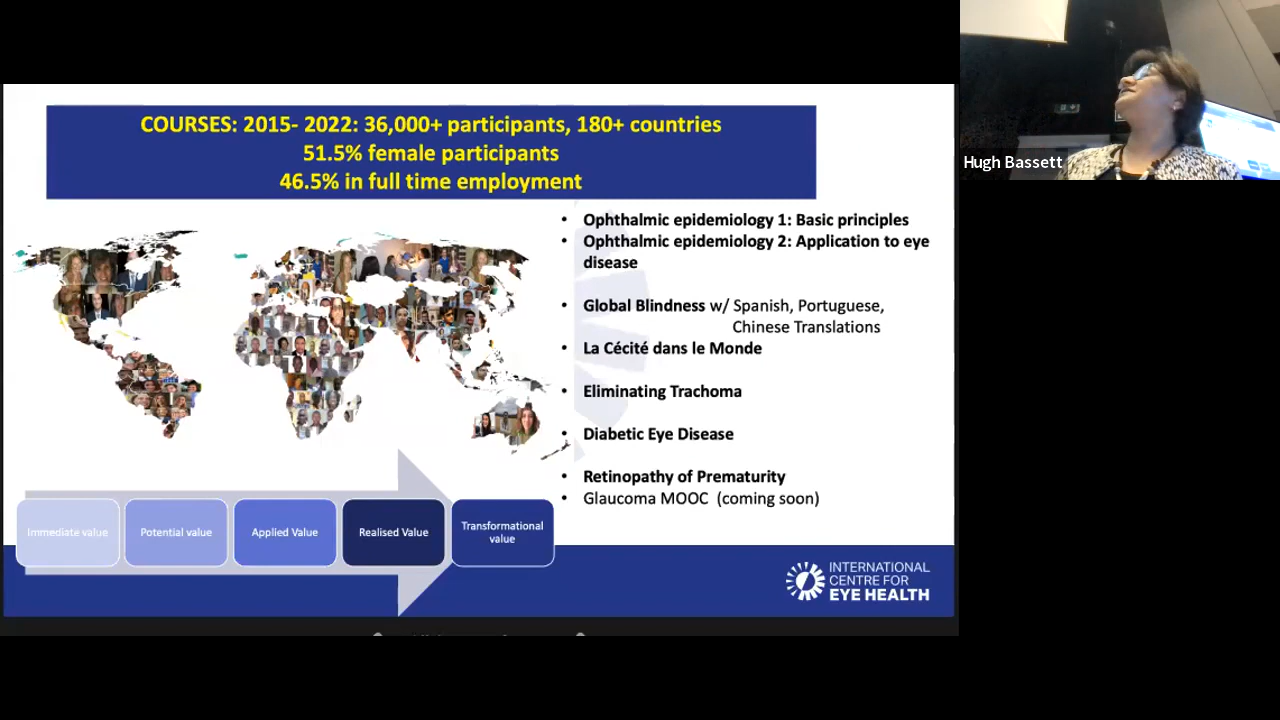 COURSES: 2015- 2022: 36,000+ participants, 180+ countries
51.5% female participants
46.5% in full time employment
Hugh Bassett
• Ophthalmic epidemiology 1: Basic principles
• Ophthalmic epidemiology 2: Application to eye
disease
• Global Blindness w/ Spanish, Portuguese,
Chinese Translations
• La Cécité dans le Monde
• Eliminating Trachoma
• Diabetic Eye Disease
• Retinopathy of Prematurity
• Glaucoma MOOC (coming soon)
Immediate value
Potential value
Applied Value
Realised Value
Transformational
value
INTERNATIONAL
CENTRE FOR
EYE HEALTH